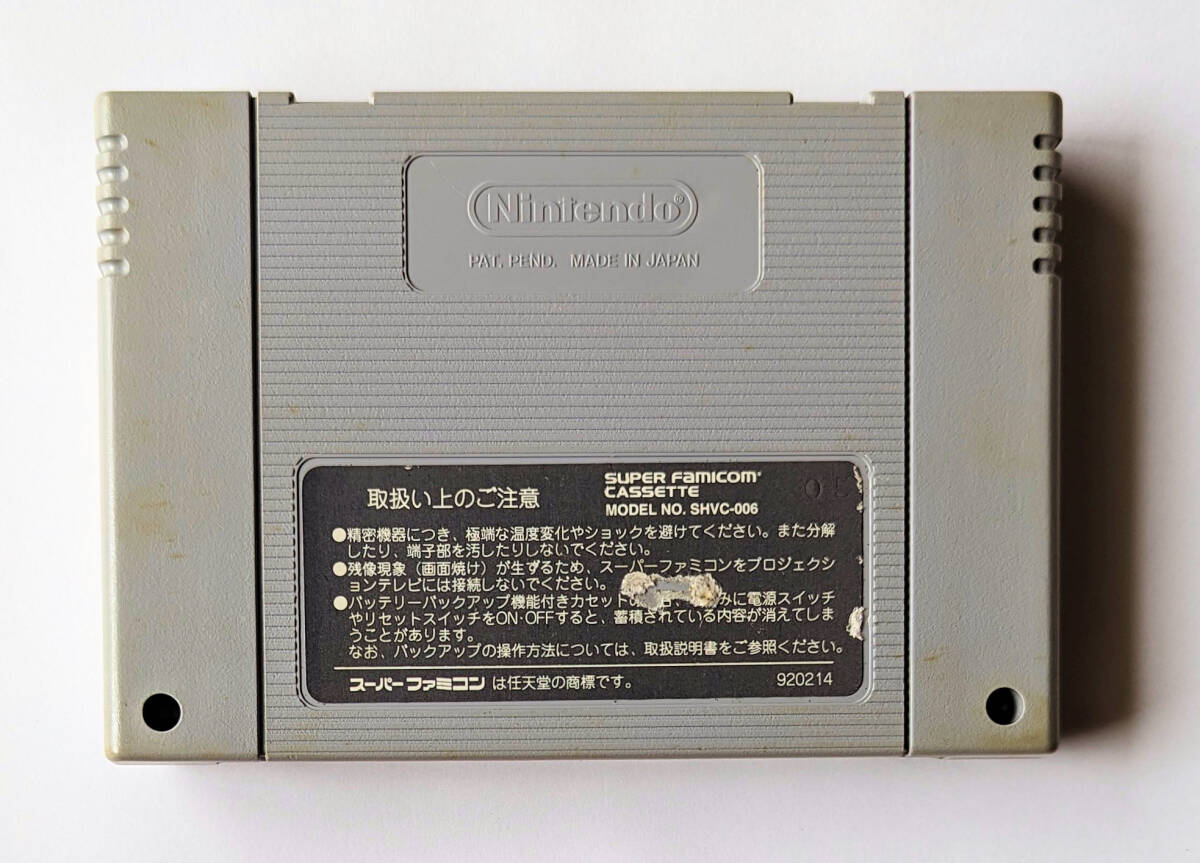 Nintendo®
PAT. PEND. MADE IN JAPAN
取扱い上のご注意
SUPER FAMICOM®
CASSETTE
MODEL NO. SHVC-006
●精密機器につき、極端な温度変化やショックを避けてください。また分解
したり、端子部を汚したりしないでください。
●残像現象（画面焼け）が生ずるため、スーパーファミコンをプロジェクシ
ョンテレビには接続しないでください。
●バッテリーバックアップ機能付きカセットの 、 みに電源スイッチ
やリセットスイッチをON·OFFすると、蓄積されている内容が消えてしま
うことがあります。
なお、バックアップの操作方法については、取扱説明書をご参照ください。
スーパーファミコン は任天堂の商標です。 920214